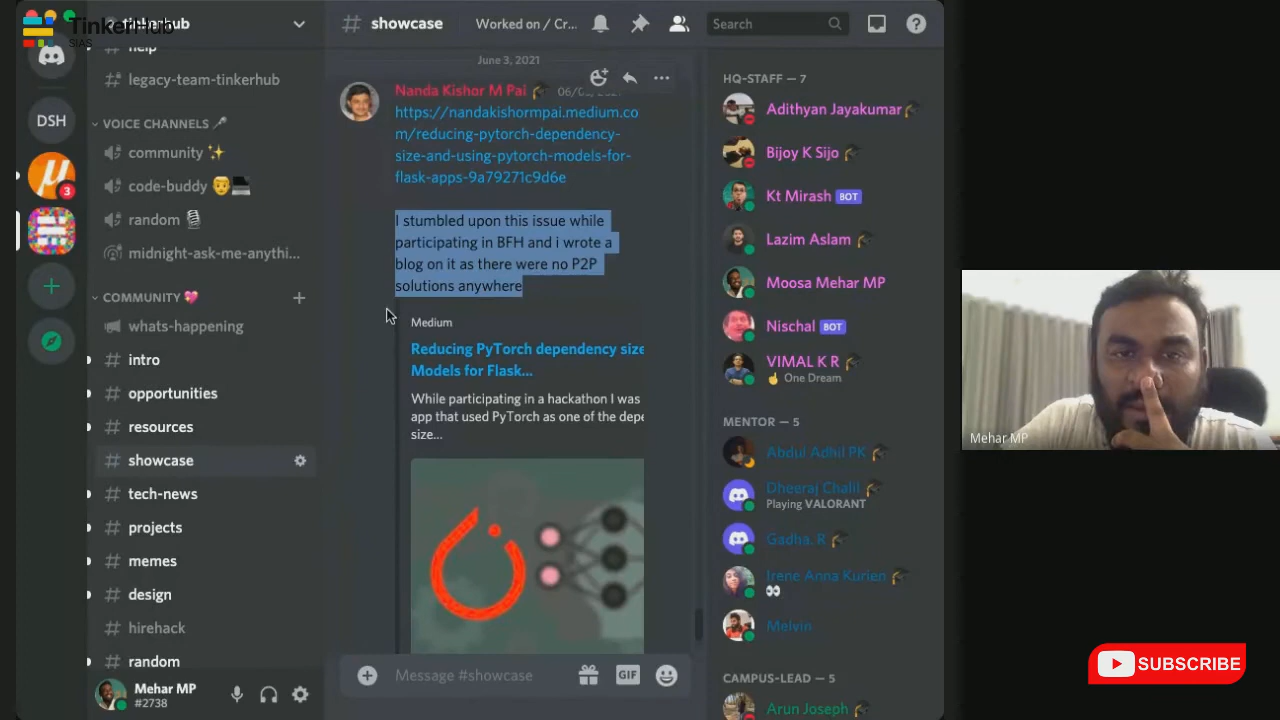 TinkerHub
SIAS
tinkerhub
help
legacy-team-tinkerhub
VOICE CHANNELS
community
code-buddy
random
midnight-ask-me-anythi...
COMMUNITY
whats-happening
intro
opportunities
resources
showcase
tech-news
projects
memes
design
hirehack
random
DSH
3
Mehar MP
#2738
# showcase
Worked on / Cr...
Search
June 3, 2021
Nanda Kishor M Pai
https://nandakishormpai.medium.co
m/reducing-pytorch-dependency-
size-and-using-pytorch-models-for-
flask-apps-9a79271c9d6e
I stumbled upon this issue while
participating in BFH and i wrote a
blog on it as there were no P2P
solutions anywhere
Medium
Reducing PyTorch dependency size
Models for Flask...
While participating in a hackathon I was
app that used PyTorch as one of the depe
size...
Message #showcase
GIF
HQ-STAFF — 7
Adithyan Jayakumar
Bijoy K Sijo
Kt Mirash BOT
Lazim Aslam
Moosa Mehar MP
Nischal BOT
VIMAL K R
One Dream
MENTOR — 5
Abdul Adhil PK
Dheeraj Chalil
Playing VALORANT
Gadha. R
Irene Anna Kurien
Melvin
CAMPUS-LEAD — 5
Arun Joseph
Mehar MP
SUBSCRIBE